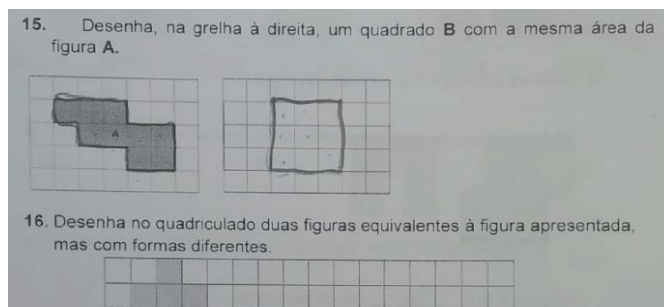 15. Desenha, na grelha à direita, um quadrado B com a mesma área da
figura A.
A
16. Desenha no quadriculado duas figuras equivalentes à figura apresentada,
mas com formas diferentes.